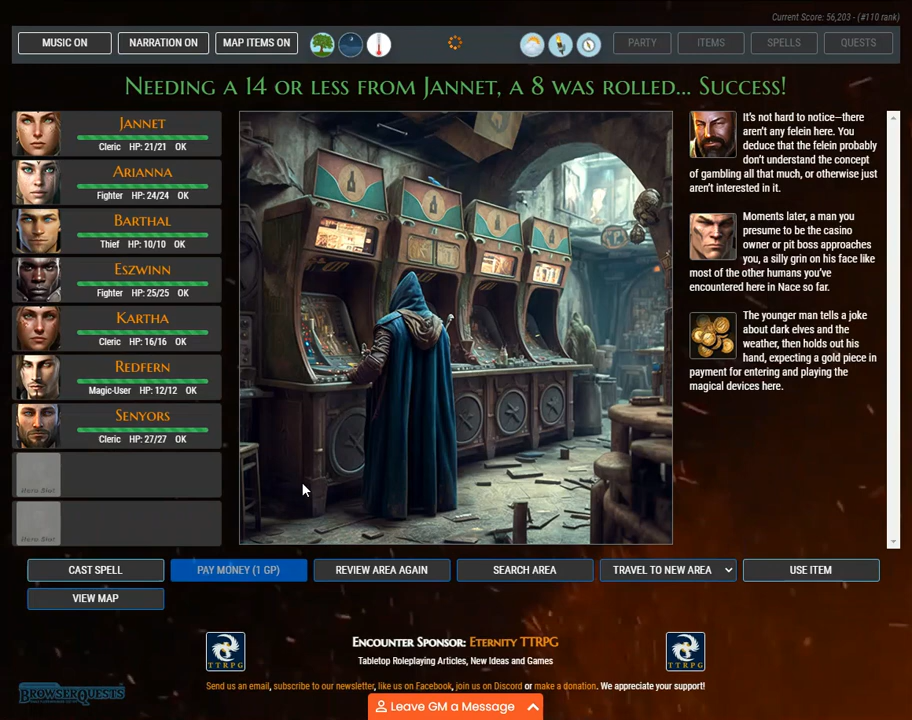 Current Score: 56,203 - (#110 rank)
MUSIC ON
NARRATION ON
MAP ITEMS ON
PARTY
ITEMS
SPELLS
QUESTS
Needing a 14 or less from Jannet, a 8 was rolled... Success!
Jannet
Cleric HP: 21/21 OK
Arianna
Fighter HP: 24/24 OK
Barthal
Thief HP: 10/10 OK
Eszwinn
Fighter HP: 25/25 OK
Kartha
Cleric HP: 16/16 OK
Redfern
Magic-User HP: 12/12 OK
Senyors
Cleric HP: 27/27 OK
Hero Slot
Hero Slot
It's not hard to notice—there
aren't any felein here. You
deduce that the felein probably
don't understand the concept
of gambling all that much, or otherwise just
aren't interested in it.
Moments later, a man you
presume to be the casino
owner or pit boss approaches
you, a silly grin on his face like
most of the other humans you've
encountered here in Nace so far.
The younger man tells a joke
about dark elves and the
weather, then holds out his
hand, expecting a gold piece in
payment for entering and playing the
magical devices here.
CAST SPELL
PAY MONEY (1 GP)
REVIEW AREA AGAIN
SEARCH AREA
TRAVEL TO NEW AREA
USE ITEM
VIEW MAP
TTRPG
Encounter Sponsor: Eternity TTRPG
TTRPG
Tabletop Roleplaying Articles, New Ideas and Games
Send us an email, subscribe to our newsletter, like us on Facebook, join us on Discord or make a donation. We appreciate your support!
BrowserQuests
Leave GM a Message